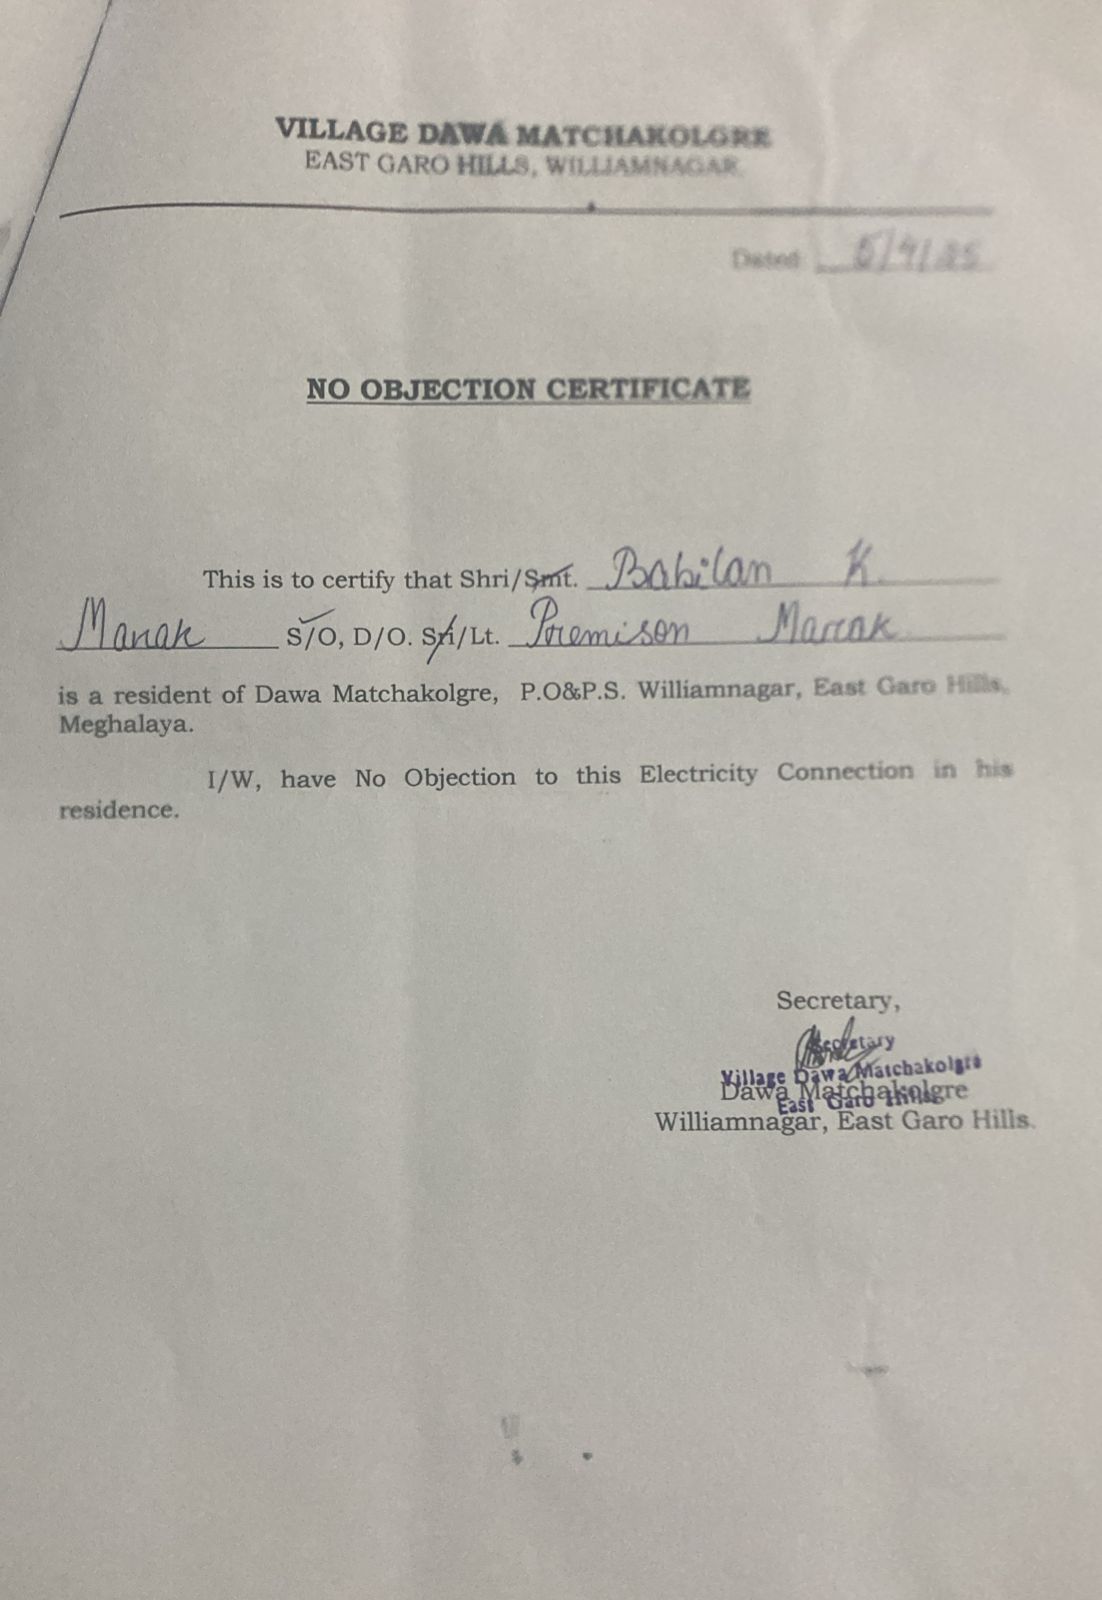 VILLAGE DAWA MATCHAKOLGRE
EAST GARO HILLS, WILLIAMNAGAR
Dated 5/4/25
NO OBJECTION CERTIFICATE
This is to certify that Shri/Smt. Babilan K.
Marak S/O, D/O. Sri/Lt. Premison Marak
is a resident of Dawa Matchakolgre, P.O&P.S. Williamnagar, East Garo Hills,
Meghalaya.
I/W, have No Objection to this Electricity Connection in his
residence.
Secretary,
Secretary
Village Dawa Matchakolgre
Dawa Matchakolgre
East Garo Hills
Williamnagar, East Garo Hills.